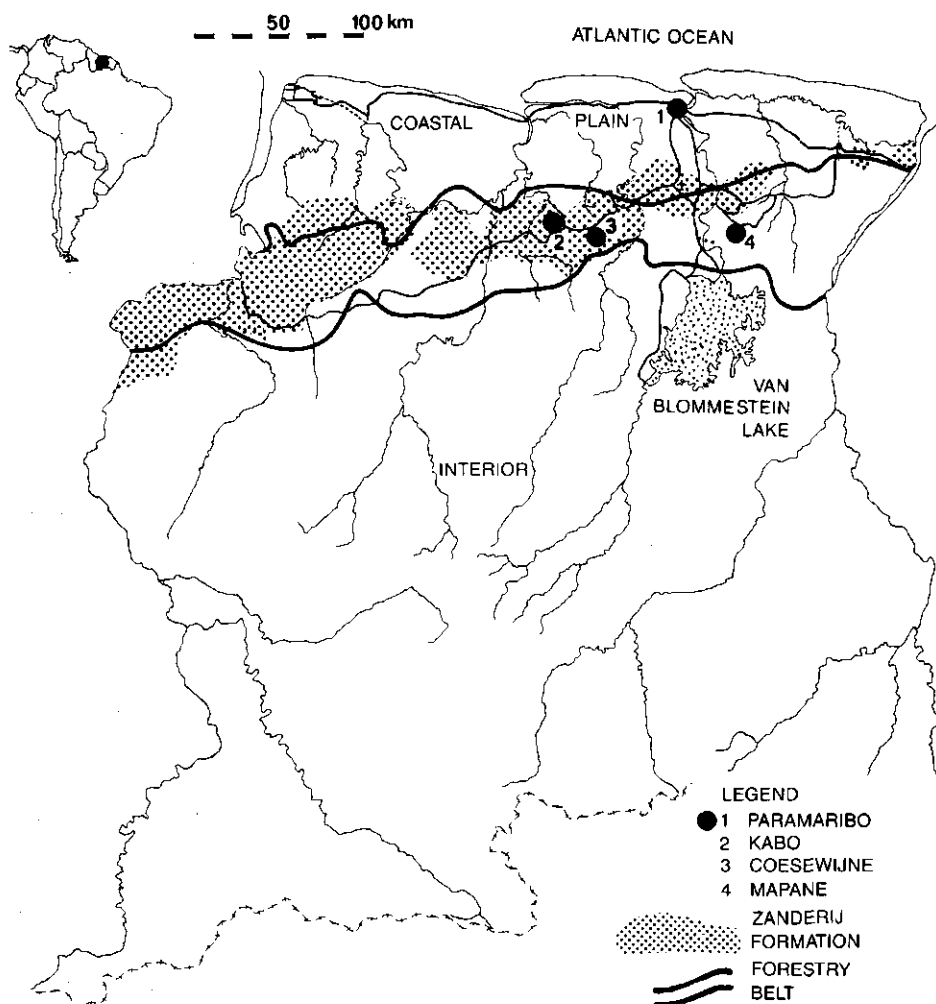 50 100 km
ATLANTIC OCEAN
COASTAL PLAIN 1
2 3 4
VAN
BLOMMESTEIN
LAKE
INTERIOR
LEGEND
1 PARAMARIBO
2 KABO
3 COESEWIJNE
4 MAPANE
ZANDERIJ
FORMATION
FORESTRY
BELT